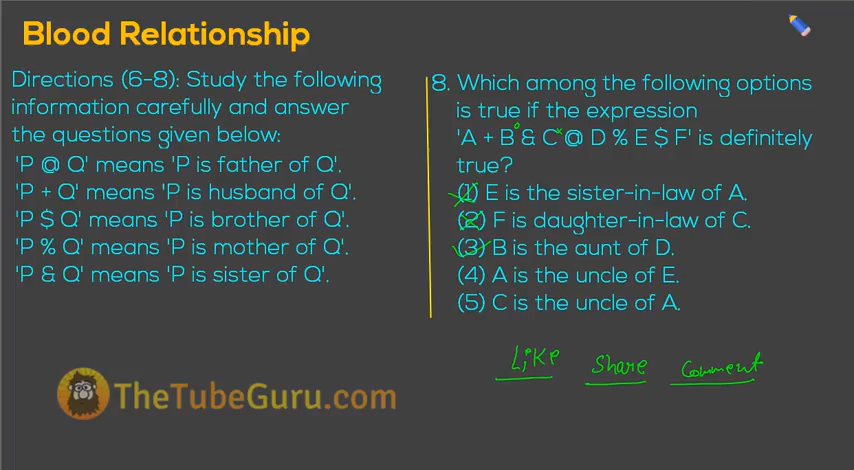 Blood Relationship
Directions (6-8): Study the following
information carefully and answer
the questions given below:
'P @ Q' means 'P is father of Q'.
'P + Q' means 'P is husband of Q'.
'P $ Q' means 'P is brother of Q'.
'P % Q' means 'P is mother of Q'.
'P & Q' means 'P is sister of Q'.
8. Which among the following options
is true if the expression
'A + B & C @ D % E $ F' is definitely
true?
(1) E is the sister-in-law of A.
(2) F is daughter-in-law of C.
(3) B is the aunt of D.
(4) A is the uncle of E.
(5) C is the uncle of A.
Like Share Comment
TheTubeGuru.com